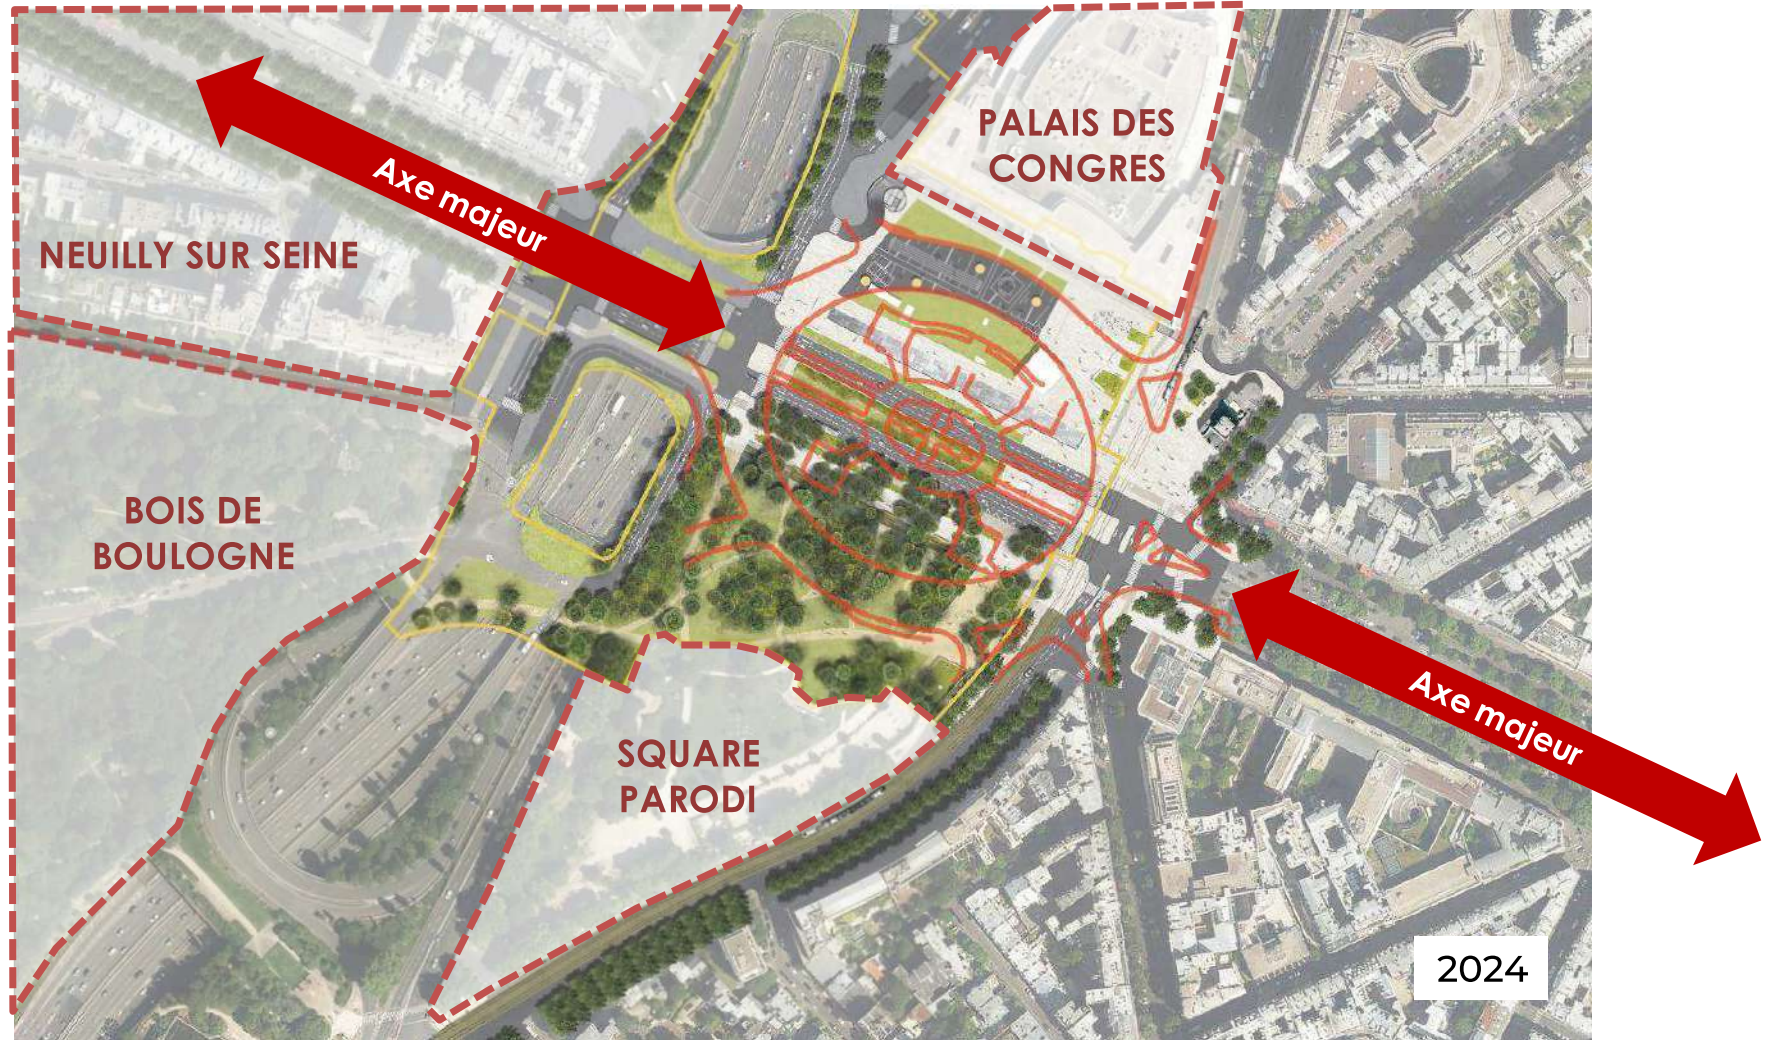 PALAIS DES
CONGRES
Axe majeur
NEUILLY SUR SEINE
BOIS DE
BOULOGNE
SQUARE
PARODI
Axe majeur
2024